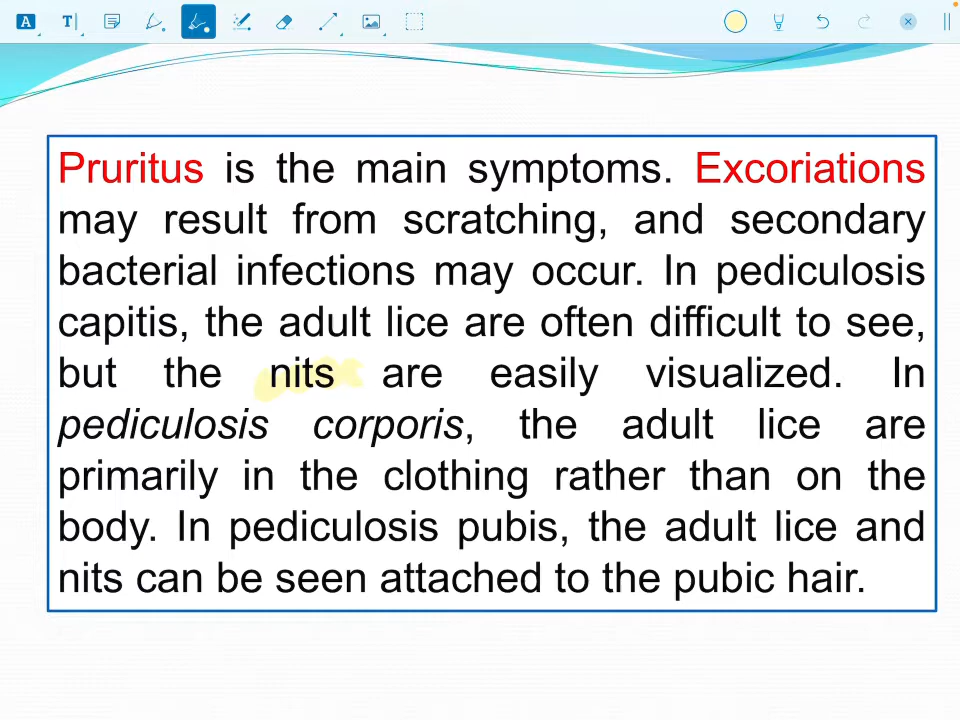 A T
Pruritus is the main symptoms. Excoriations
may result from scratching, and secondary
bacterial infections may occur. In pediculosis
capitis, the adult lice are often difficult to see,
but the nits are easily visualized. In
pediculosis corporis, the adult lice are
primarily in the clothing rather than on the
body. In pediculosis pubis, the adult lice and
nits can be seen attached to the pubic hair.